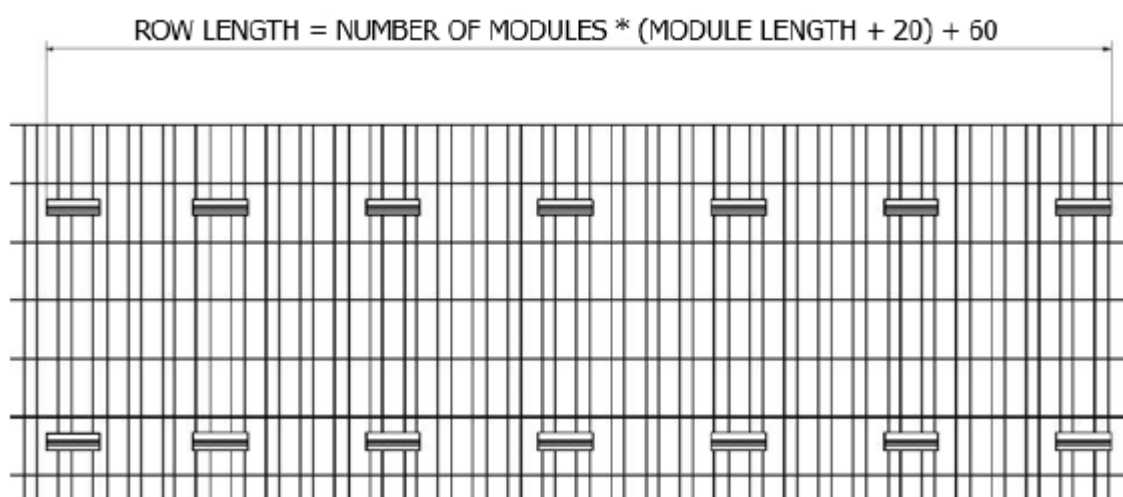 ROW LENGTH = NUMBER OF MODULES * (MODULE LENGTH + 20) + 60